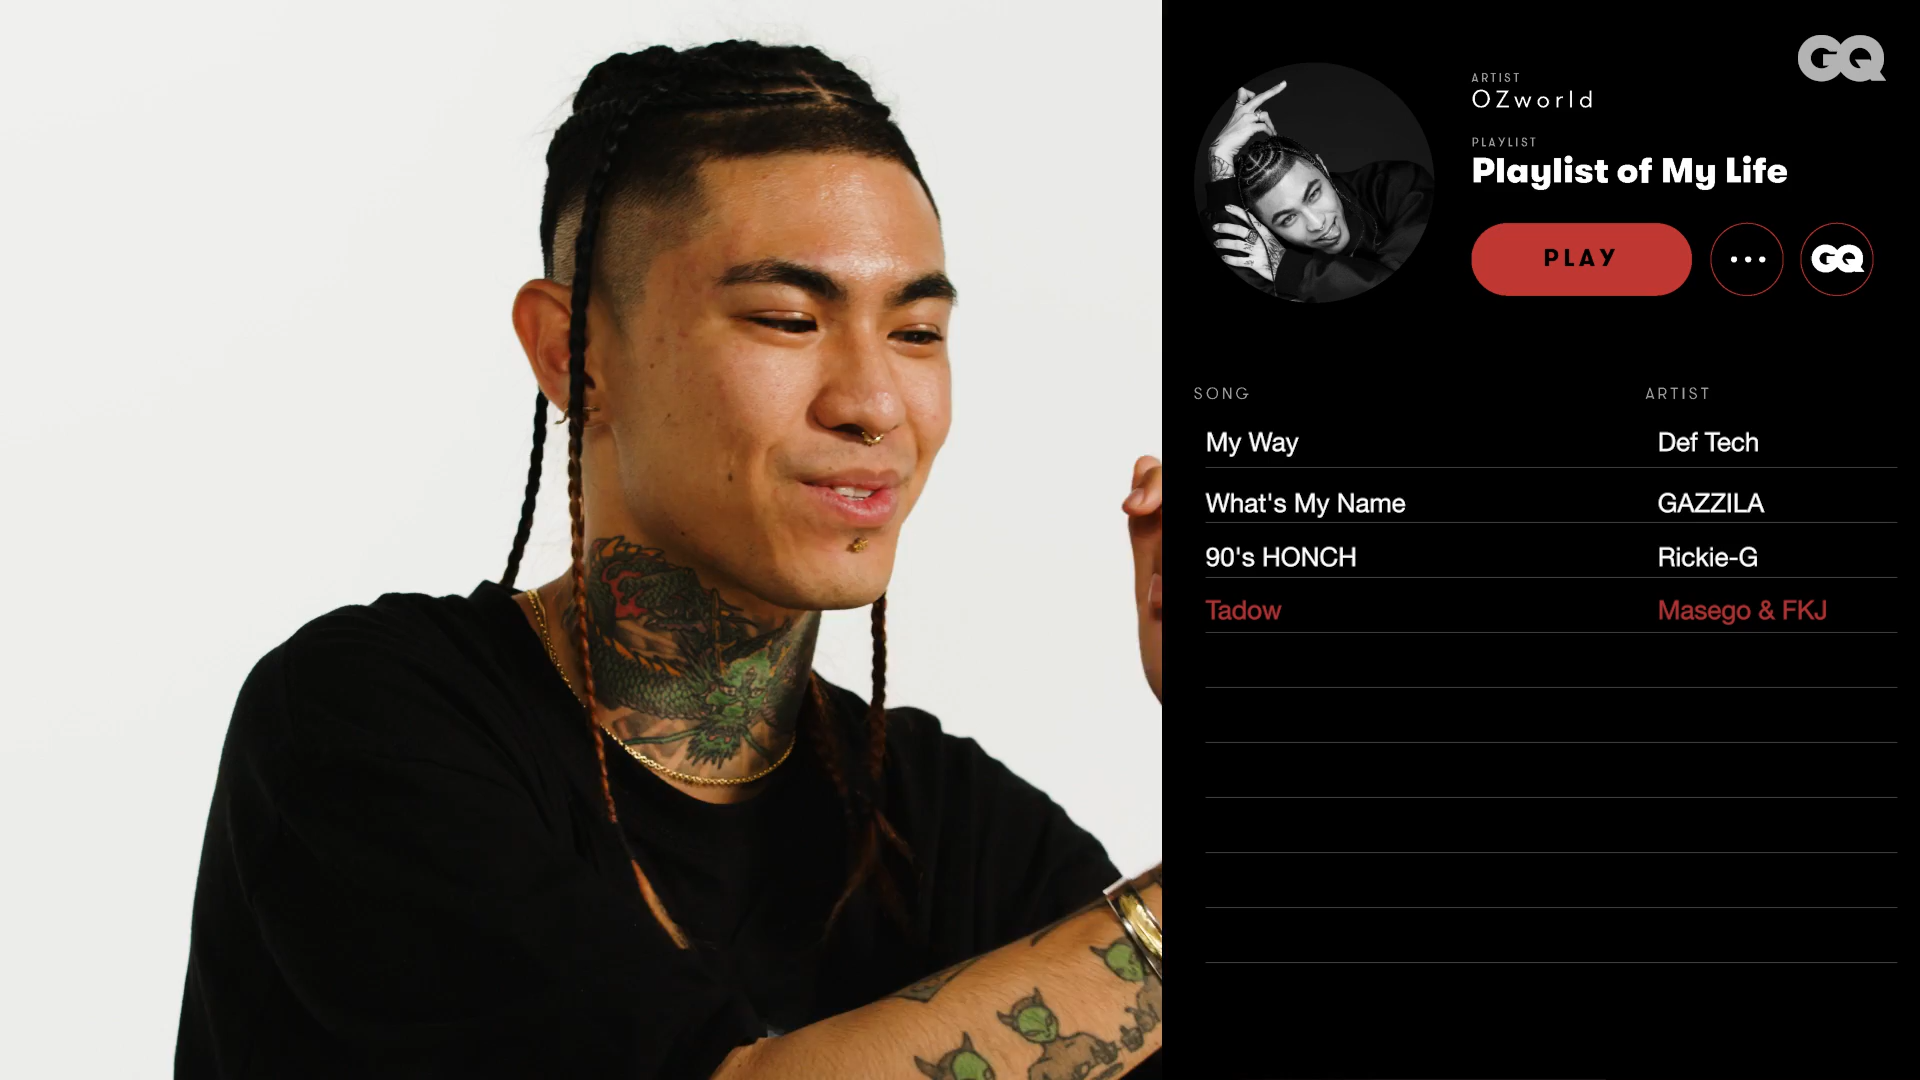 GQ
ARTIST
OZworld
PLAYLIST
Playlist of My Life
PLAY
GQ
SONG ARTIST
My Way Def Tech
What's My Name GAZZILA
90's HONCH Rickie-G
Tadow Masego & FKJ